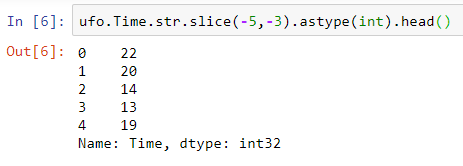 In [6]: ufo.Time.str.slice(-5,-3).astype(int).head()
Out[6]: 0    22
1    20
2    14
3    13
4    19
Name: Time, dtype: int32